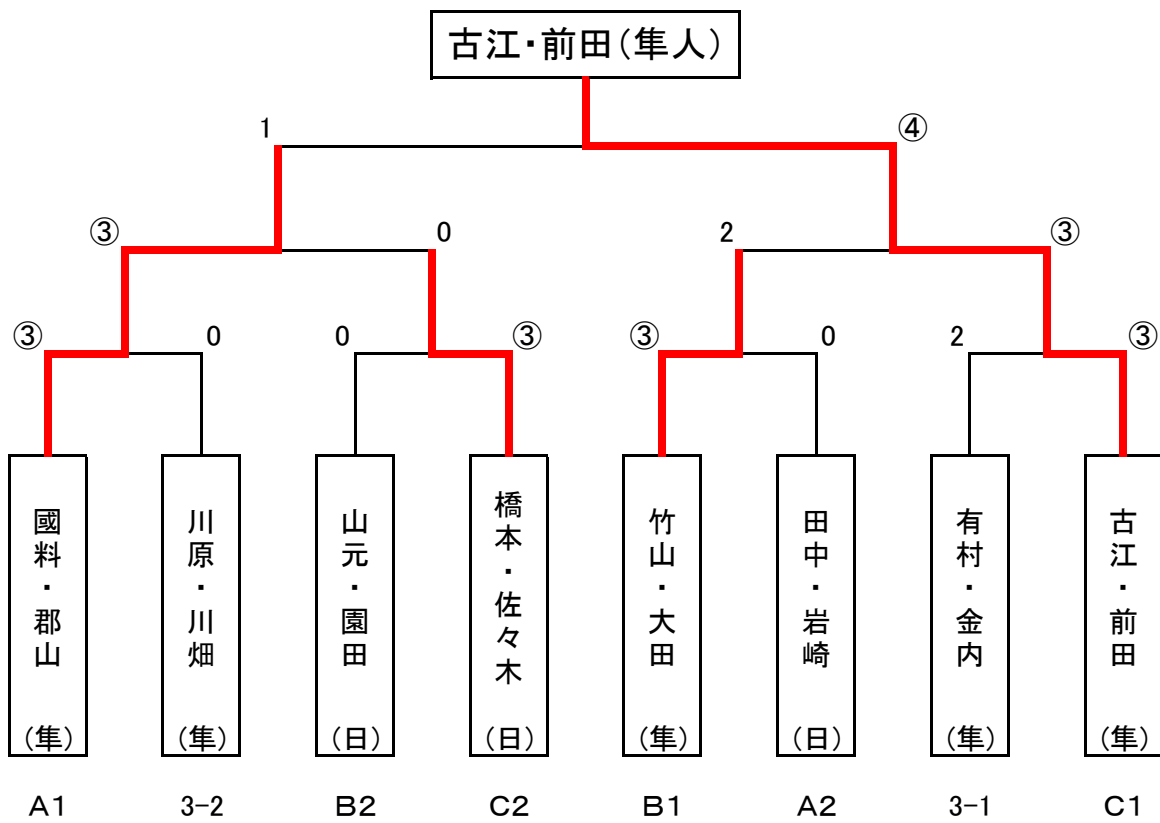 古江・前田(隼人)
1 ④
③ 0 2 ③
③ 0 0 ③ ③ 0 2 ③
國料・郡山 (隼)
川原・川畑 (隼)
山元・園田 (日)
橋本・佐々木 (日)
竹山・大田 (隼)
田中・岩崎 (日)
有村・金内 (隼)
古江・前田 (隼)
A1 3-2 B2 C2 B1 A2 3-1 C1